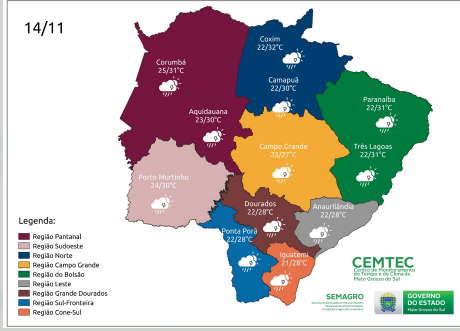 14/11
Coxim
22/32°C
Corumbá
25/31°C
Camapuã
22/30°C
Paranaíba
22/31°C
Aquidauana
23/30°C
Campo Grande
22/27°C
Três Lagoas
22/31°C
Porto Murtinho
24/30°C
Dourados
22/28°C
Anaurilândia
22/28°C
Ponta Porã
22/28°C
Iguatemi
21/28°C
Legenda:
Região Pantanal
Região Sudoeste
Região Norte
Região Campo Grande
Região do Bolsão
Região Leste
Região Grande Dourados
Região Sul-Fronteira
Região Cone-Sul
CEMTEC
Centro de Monitoramento
do Tempo e do Clima de
Mato Grosso do Sul
SEMAGRO
GOVERNO
DO ESTADO
Mato Grosso do Sul